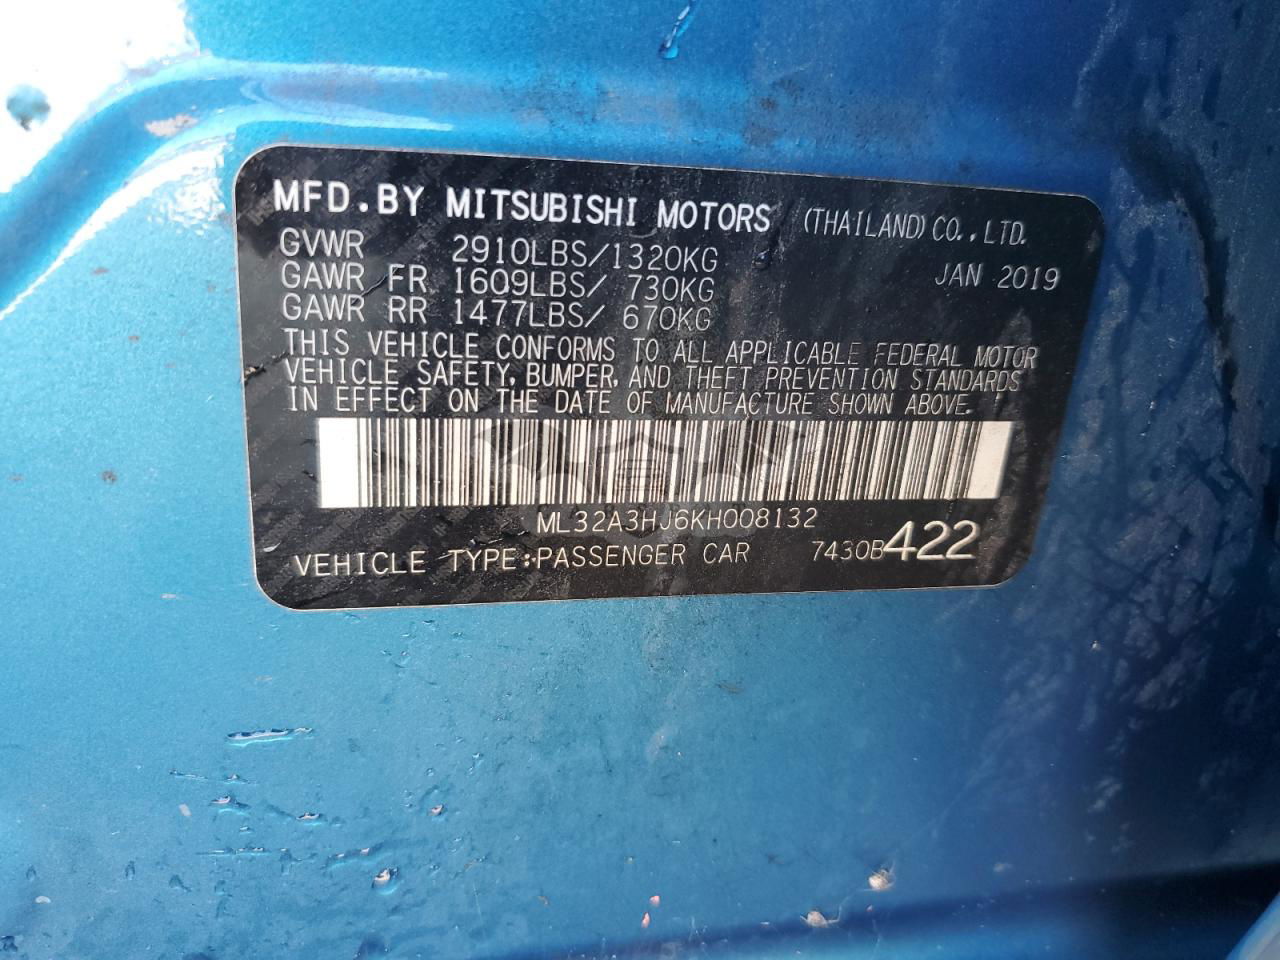 MFD.BY MITSUBISHI MOTORS (THAILAND) CO., LTD.
GVWR 2910LBS/1320KG JAN 2019
GAWR FR 1609LBS/ 730KG
GAWR RR 1477LBS/ 670KG
THIS VEHICLE CONFORMS TO ALL APPLICABLE FEDERAL MOTOR
VEHICLE SAFETY, BUMPER, AND THEFT PREVENTION STANDARDS
IN EFFECT ON THE DATE OF MANUFACTURE SHOWN ABOVE.
ML32A3HJ6KH008132
VEHICLE TYPE:PASSENGER CAR 7430B422